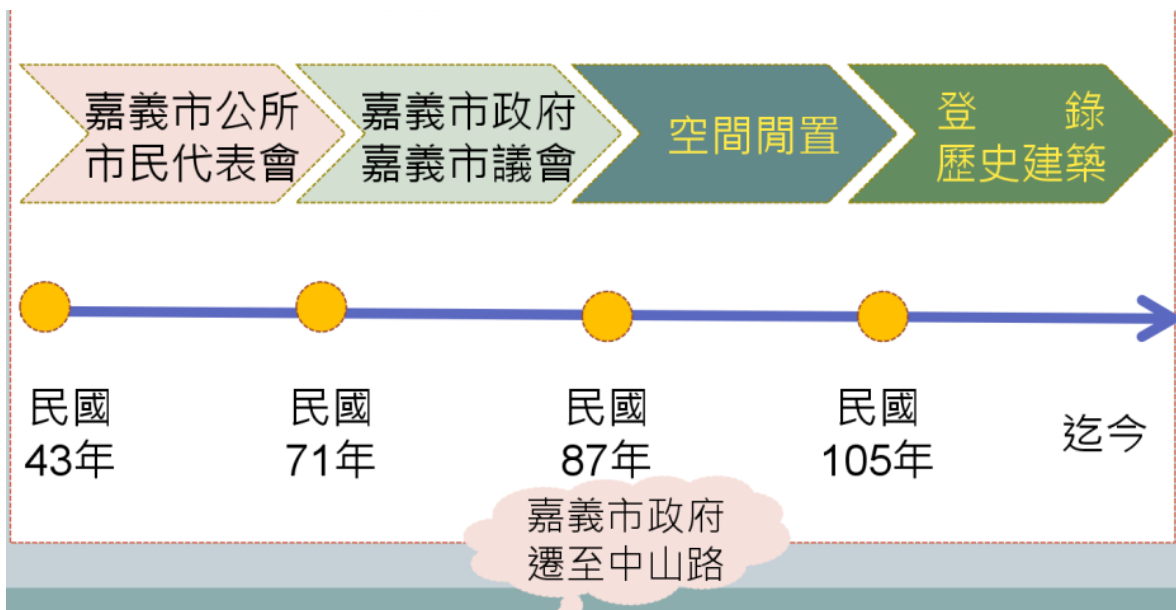 嘉義市公所
市民代表會
嘉義市政府
嘉義市議會
空間閒置
登　　錄
歷史建築
民國
43年
民國
71年
民國
87年
民國
105年
迄今
嘉義市政府
遷至中山路